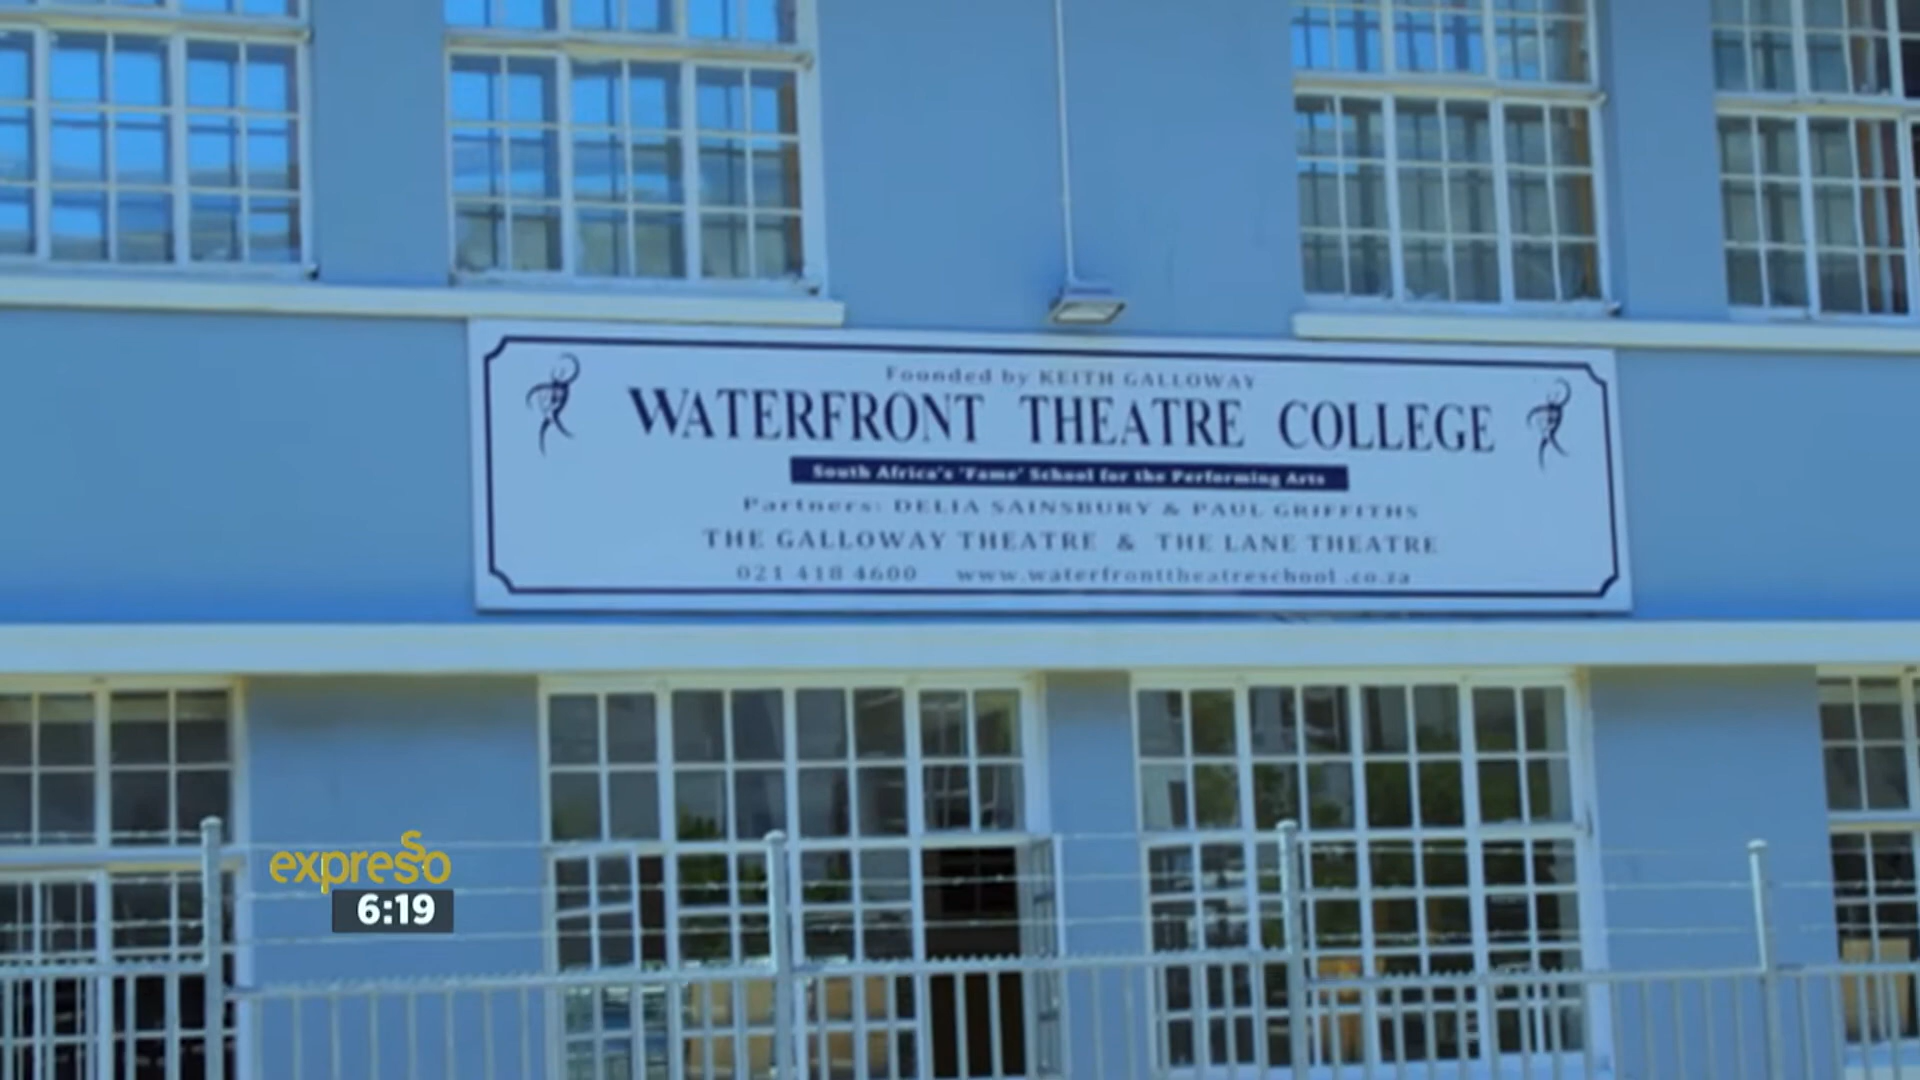 Founded by KEITH GALLOWAY
WATERFRONT THEATRE COLLEGE
South Africa's 'Fame' School for the Performing Arts
Partners: DELIA SAINSBURY & PAUL GRIFFITHS
THE GALLOWAY THEATRE & THE LANE THEATRE
021 418 4600 www.waterfronttheatreschool.co.za
expresso
6:19